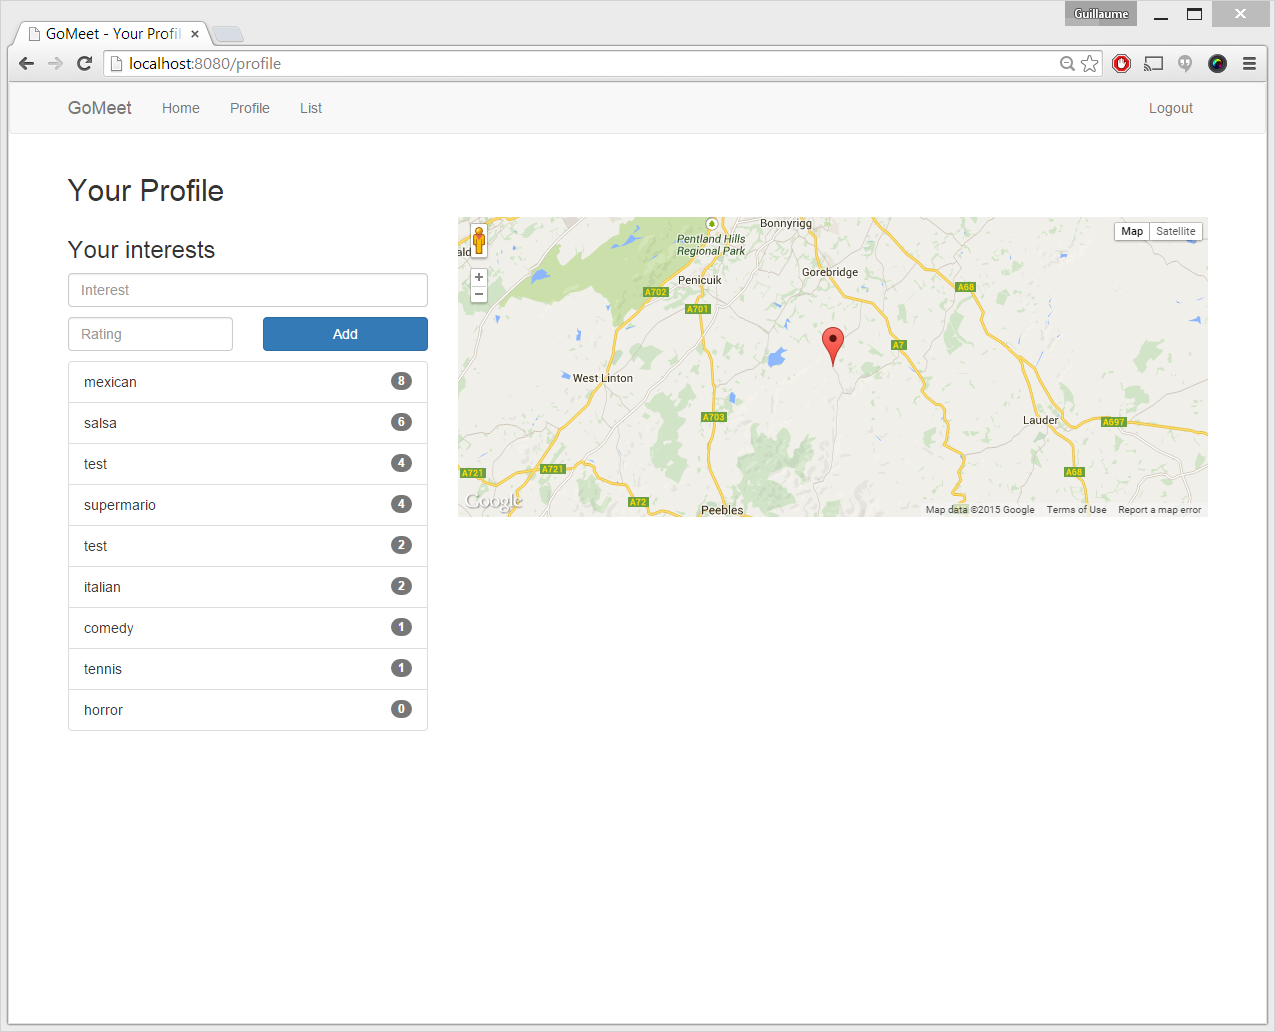 Guillaume
GoMeet - Your Profil
localhost:8080/profile
GoMeet Home Profile List Logout
Your Profile
Your interests
Interest
Rating Add
mexican 8
salsa 6
test 4
supermario 4
test 2
italian 2
comedy 1
tennis 1
horror 0
Bonnyrigg
Map Satellite
Pentland Hills
Regional Park
ald
Gorebridge
Penicuik
A702
A68
A701
A7
West Linton
A703
Lauder
A697
A721
A721
A68
A72
Google
Peebles
Map data ©2015 Google Terms of Use Report a map error